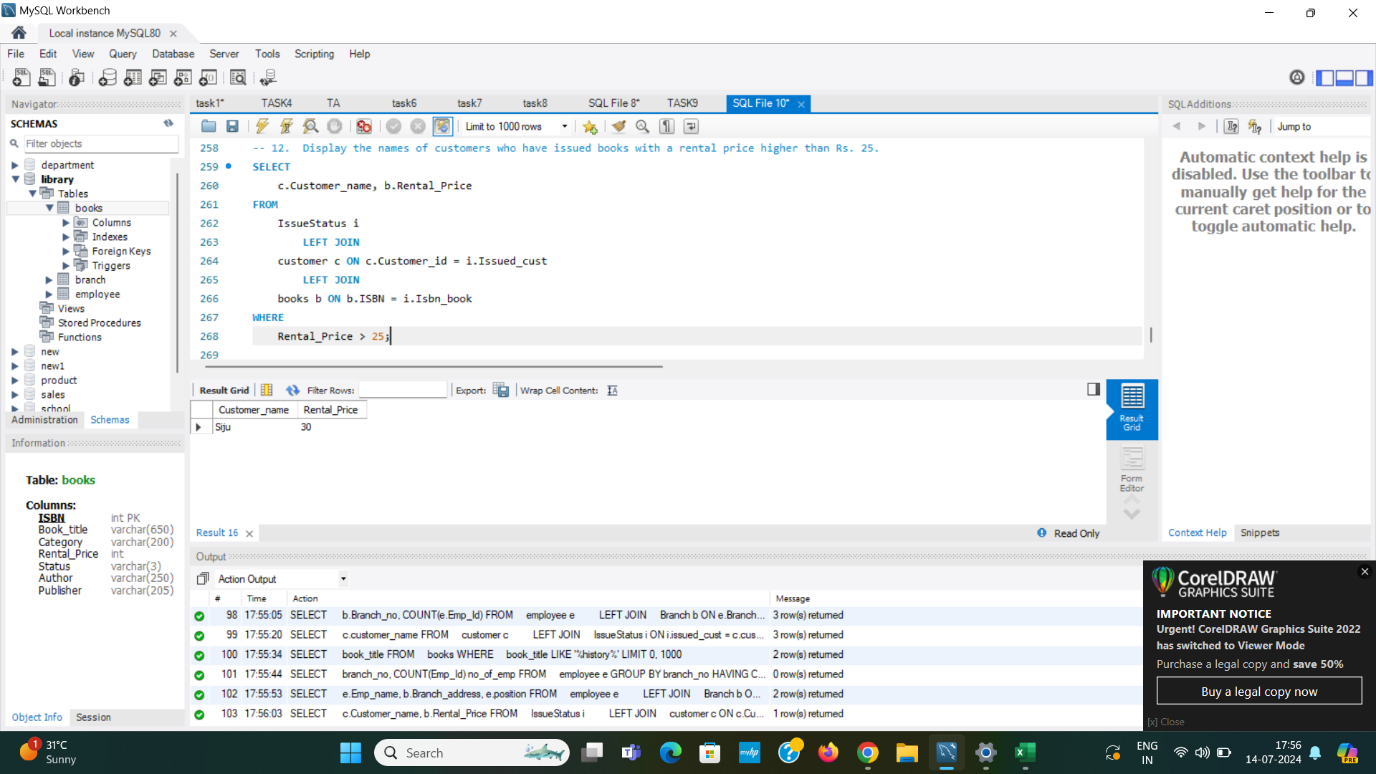 MySQL Workbench
Local instance MySQL80
File Edit View Query Database Server Tools Scripting Help
Navigator
SCHEMAS
Filter objects
department
library
Tables
books
Columns
Indexes
Foreign Keys
Triggers
branch
employee
Views
Stored Procedures
Functions
new
new1
product
sales
school
Administration Schemas
Information
Table: books
Columns:
ISBN int PK
Book_title varchar(650)
Category varchar(200)
Rental_Price int
Status varchar(3)
Author varchar(250)
Publisher varchar(205)
Object Info Session
task1* TASK4 TA task6 task7 task8 SQL File 8* TASK9 SQL File 10*
Limit to 1000 rows
258 -- 12. Display the names of customers who have issued books with a rental price higher than Rs. 25.
259 SELECT
260 c.Customer_name, b.Rental_Price
261 FROM
262 IssueStatus i
263 LEFT JOIN
264 customer c ON c.Customer_id = i.Issued_cust
265 LEFT JOIN
266 books b ON b.ISBN = i.Isbn_book
267 WHERE
268 Rental_Price > 25;
269
Result Grid Filter Rows: Export: Wrap Cell Content:
Customer_name Rental_Price
Siju 30
Result Grid
Form Editor
Result 16 Read Only
Output
Action Output
# Time Action Message
98 17:55:05 SELECT b.Branch_no, COUNT(e.Emp_Id) FROM employee e LEFT JOIN Branch b ON e.Branch... 3 row(s) returned
99 17:55:20 SELECT c.customer_name FROM customer c LEFT JOIN IssueStatus i ON i.issued_cust = c.cus... 3 row(s) returned
100 17:55:34 SELECT book_title FROM books WHERE book_title LIKE '%history%' LIMIT 0, 1000 2 row(s) returned
101 17:55:44 SELECT branch_no, COUNT(Emp_Id) no_of_emp FROM employee e GROUP BY branch_no HAVING C... 0 row(s) returned
102 17:55:53 SELECT e.Emp_name, b.Branch_address, e.position FROM employee e LEFT JOIN Branch b O... 2 row(s) returned
103 17:56:03 SELECT c.Customer_name, b.Rental_Price FROM IssueStatus i LEFT JOIN customer c ON c.Cu... 1 row(s) returned
SQLAdditions
Jump to
Automatic context help is
disabled. Use the toolbar to
manually get help for the
current caret position or to
toggle automatic help.
Context Help Snippets
CorelDRAW
GRAPHICS SUITE
IMPORTANT NOTICE
Urgent! CorelDRAW Graphics Suite 2022
has switched to Viewer Mode
Purchase a legal copy and save 50%
Buy a legal copy now
[x] Close
1
31°C
Sunny
Search
myhp
ENG
IN
17:56
14-07-2024
PRE